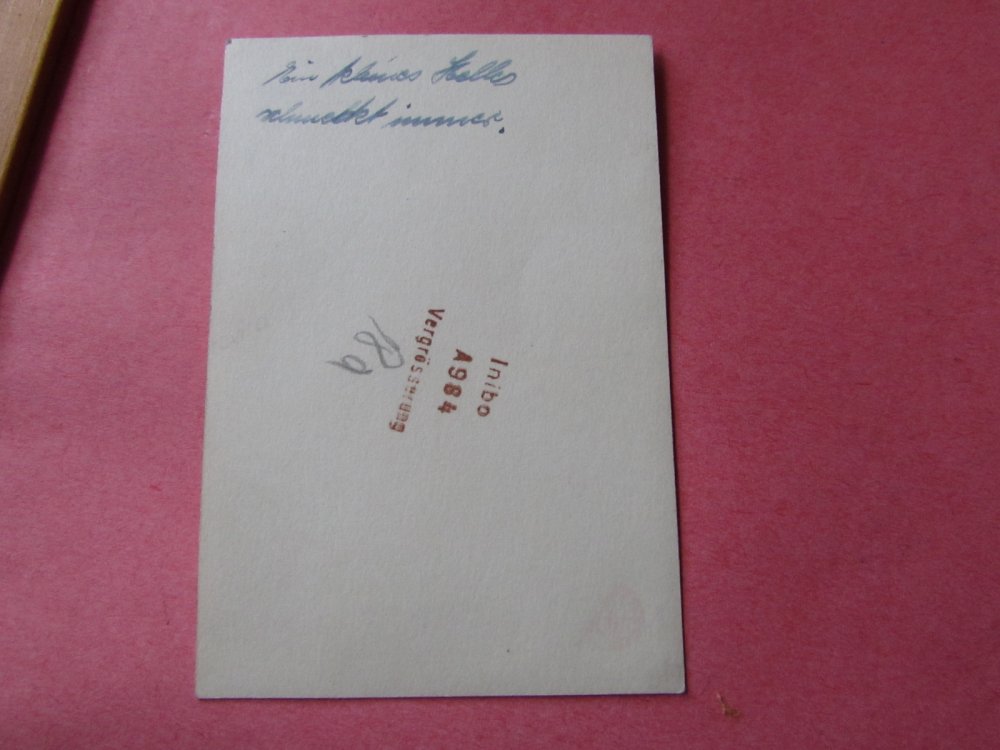 Ein kleines Helles
schmeckt immer.
Inibo
A984
Vergrösserung